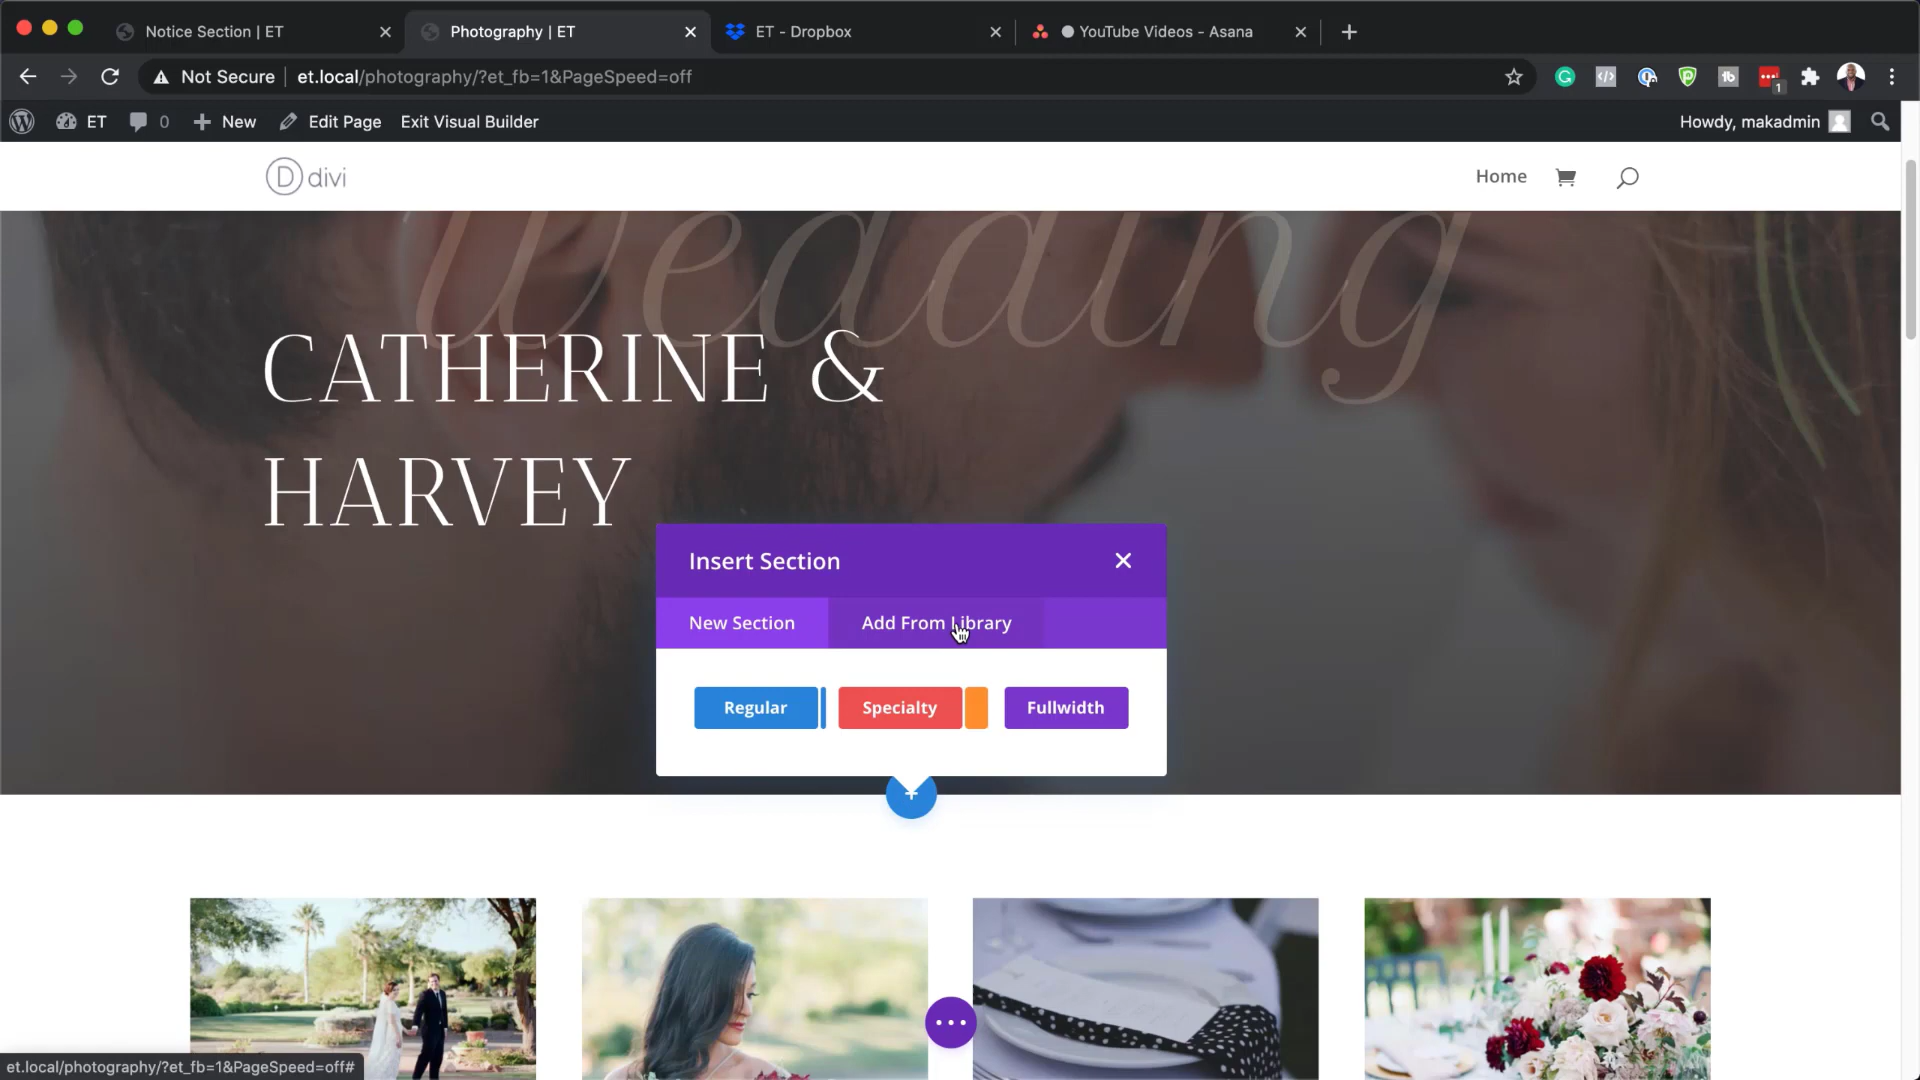 Notice Section | ET
Photography | ET
ET - Dropbox
YouTube Videos - Asana
Not Secure
et.local/photography/?et_fb=1&PageSpeed=off
1
ET
0
New
Edit Page
Exit Visual Builder
Howdy, makadmin
D divi
Home
Wedding
CATHERINE &
HARVEY
Insert Section
New Section
Add From Library
Regular
Specialty
Fullwidth
et.local/photography/?et_fb=1&PageSpeed=off#